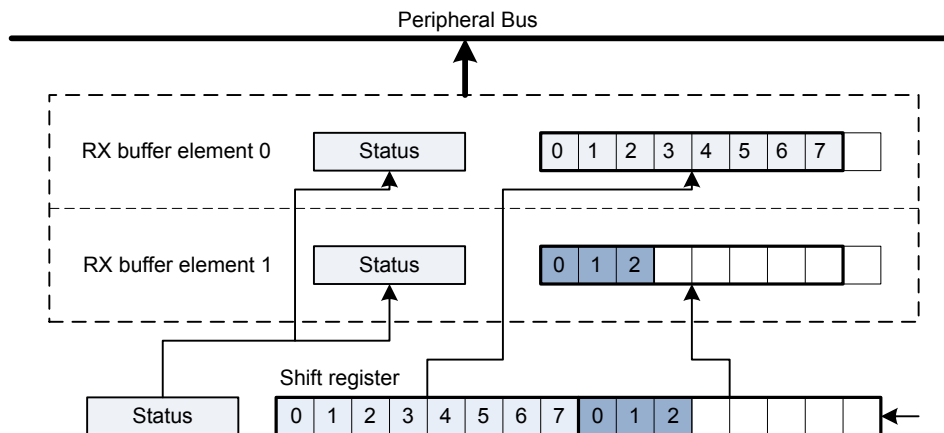 Peripheral Bus
RX buffer element 0 Status 0 1 2 3 4 5 6 7
RX buffer element 1 Status 0 1 2
Shift register
Status 0 1 2 3 4 5 6 7 0 1 2